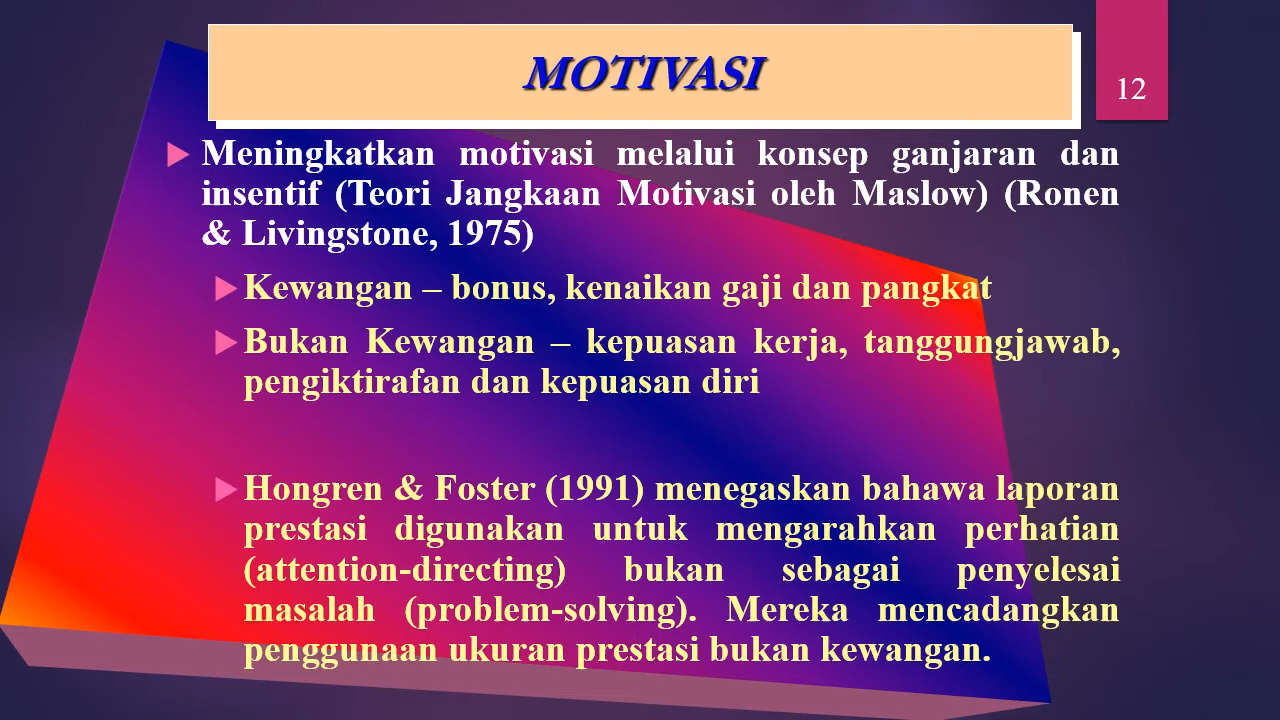 MOTIVASI
12
Meningkatkan motivasi melalui konsep ganjaran dan
insentif (Teori Jangkaan Motivasi oleh Maslow) (Ronen
& Livingstone, 1975)
Kewangan – bonus, kenaikan gaji dan pangkat
Bukan Kewangan – kepuasan kerja, tanggungjawab,
pengiktirafan dan kepuasan diri
Hongren & Foster (1991) menegaskan bahawa laporan
prestasi digunakan untuk mengarahkan perhatian
(attention-directing) bukan sebagai penyelesai
masalah (problem-solving). Mereka mencadangkan
penggunaan ukuran prestasi bukan kewangan.